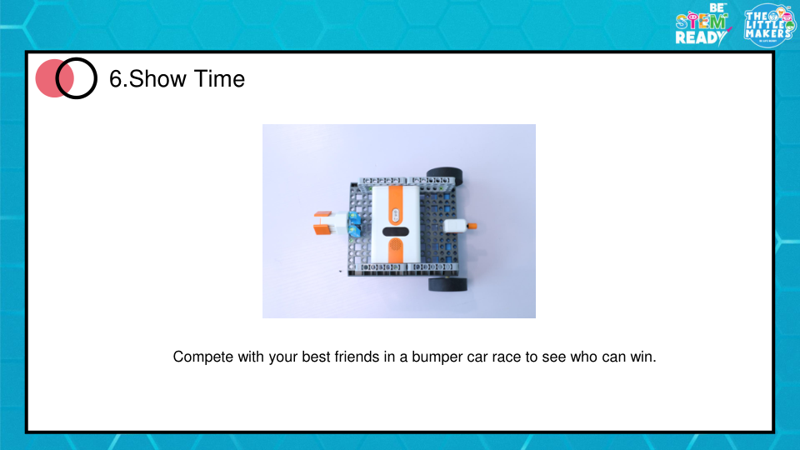 BE
STEM
READY
THE
LITTLE
MAKERS
6.Show Time
Compete with your best friends in a bumper car race to see who can win.